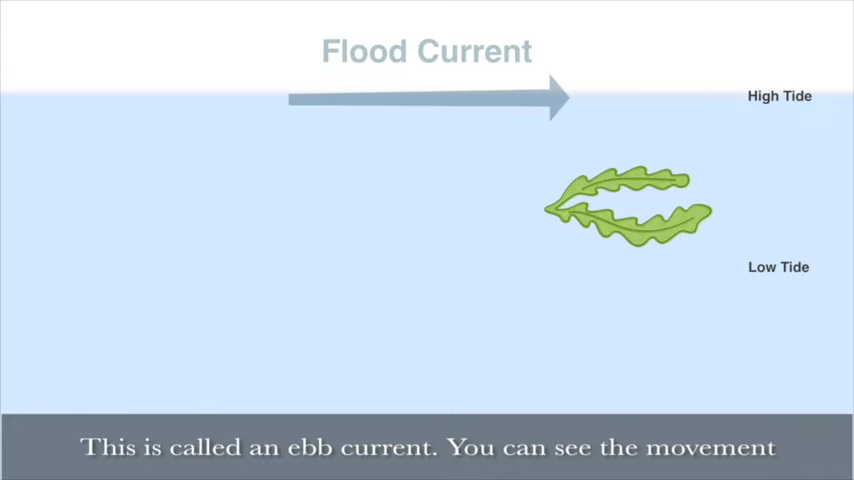 Flood Current
High Tide
Low Tide
This is called an ebb current. You can see the movement